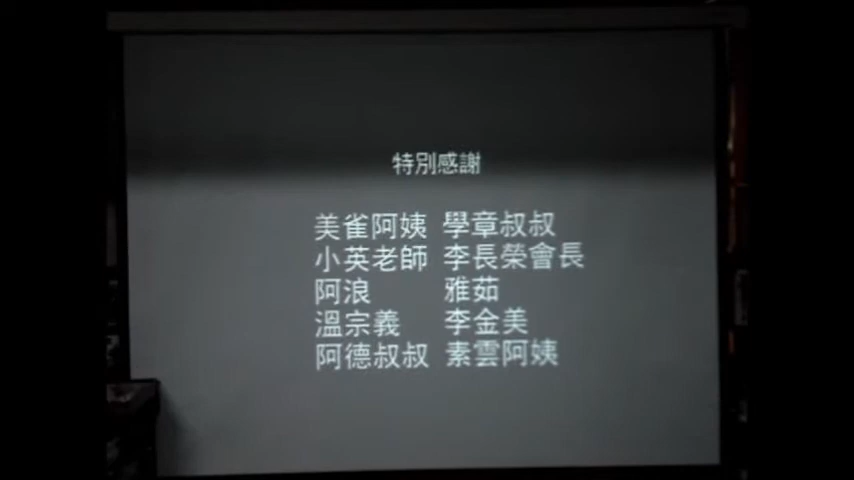 特別感謝
美雀阿姨 學章叔叔
小英老師 李長榮會長
阿浪 雅茹
溫宗義 李金美
阿德叔叔 素雲阿姨